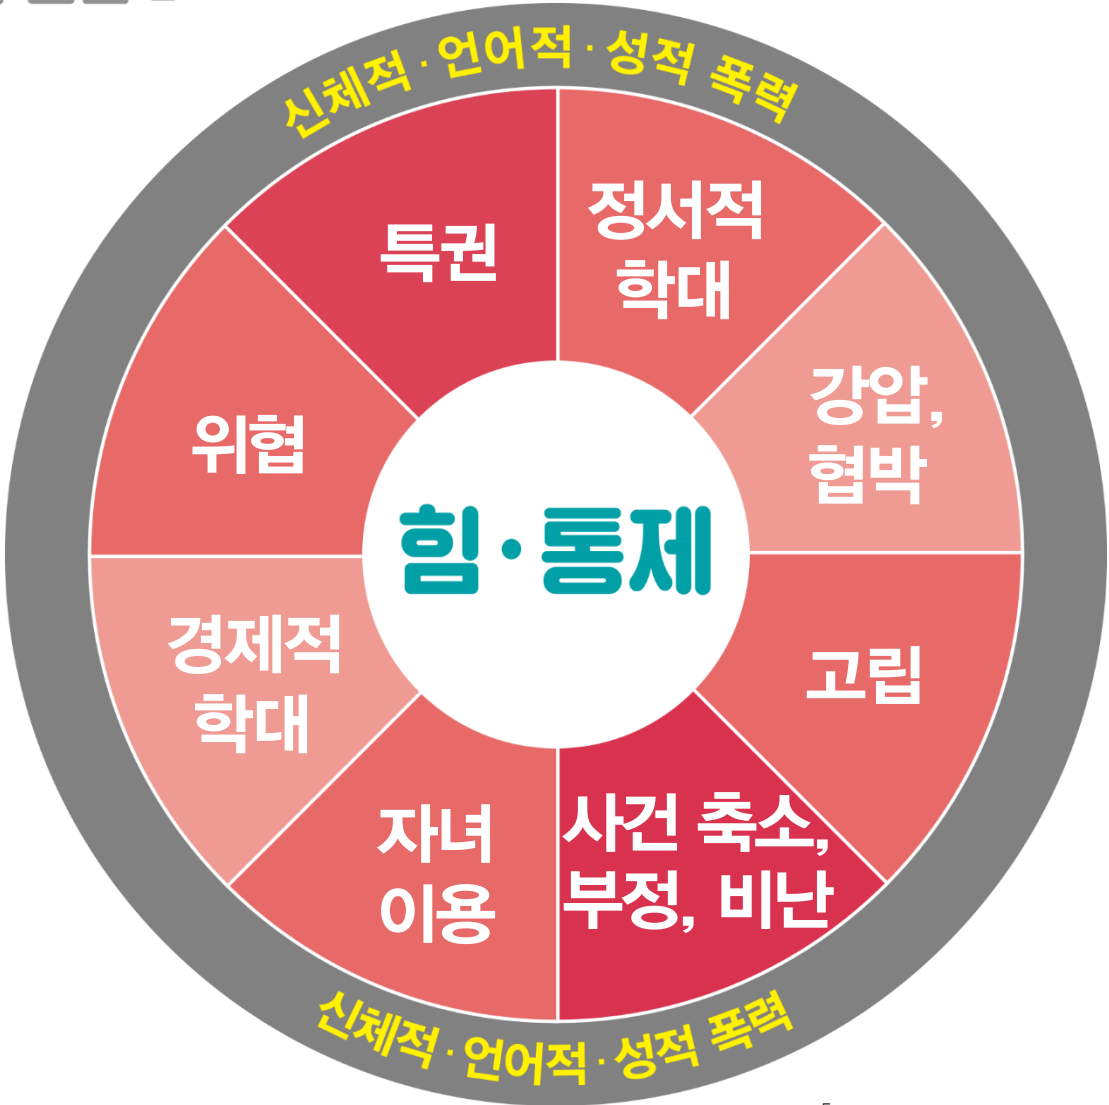 신체적 · 언어적 · 성적 폭력
특권
정서적
학대
강압,
협박
위협
힘 · 통제
경제적
학대
고립
자녀
이용
사건 축소,
부정, 비난
신체적 · 언어적 · 성적 폭력